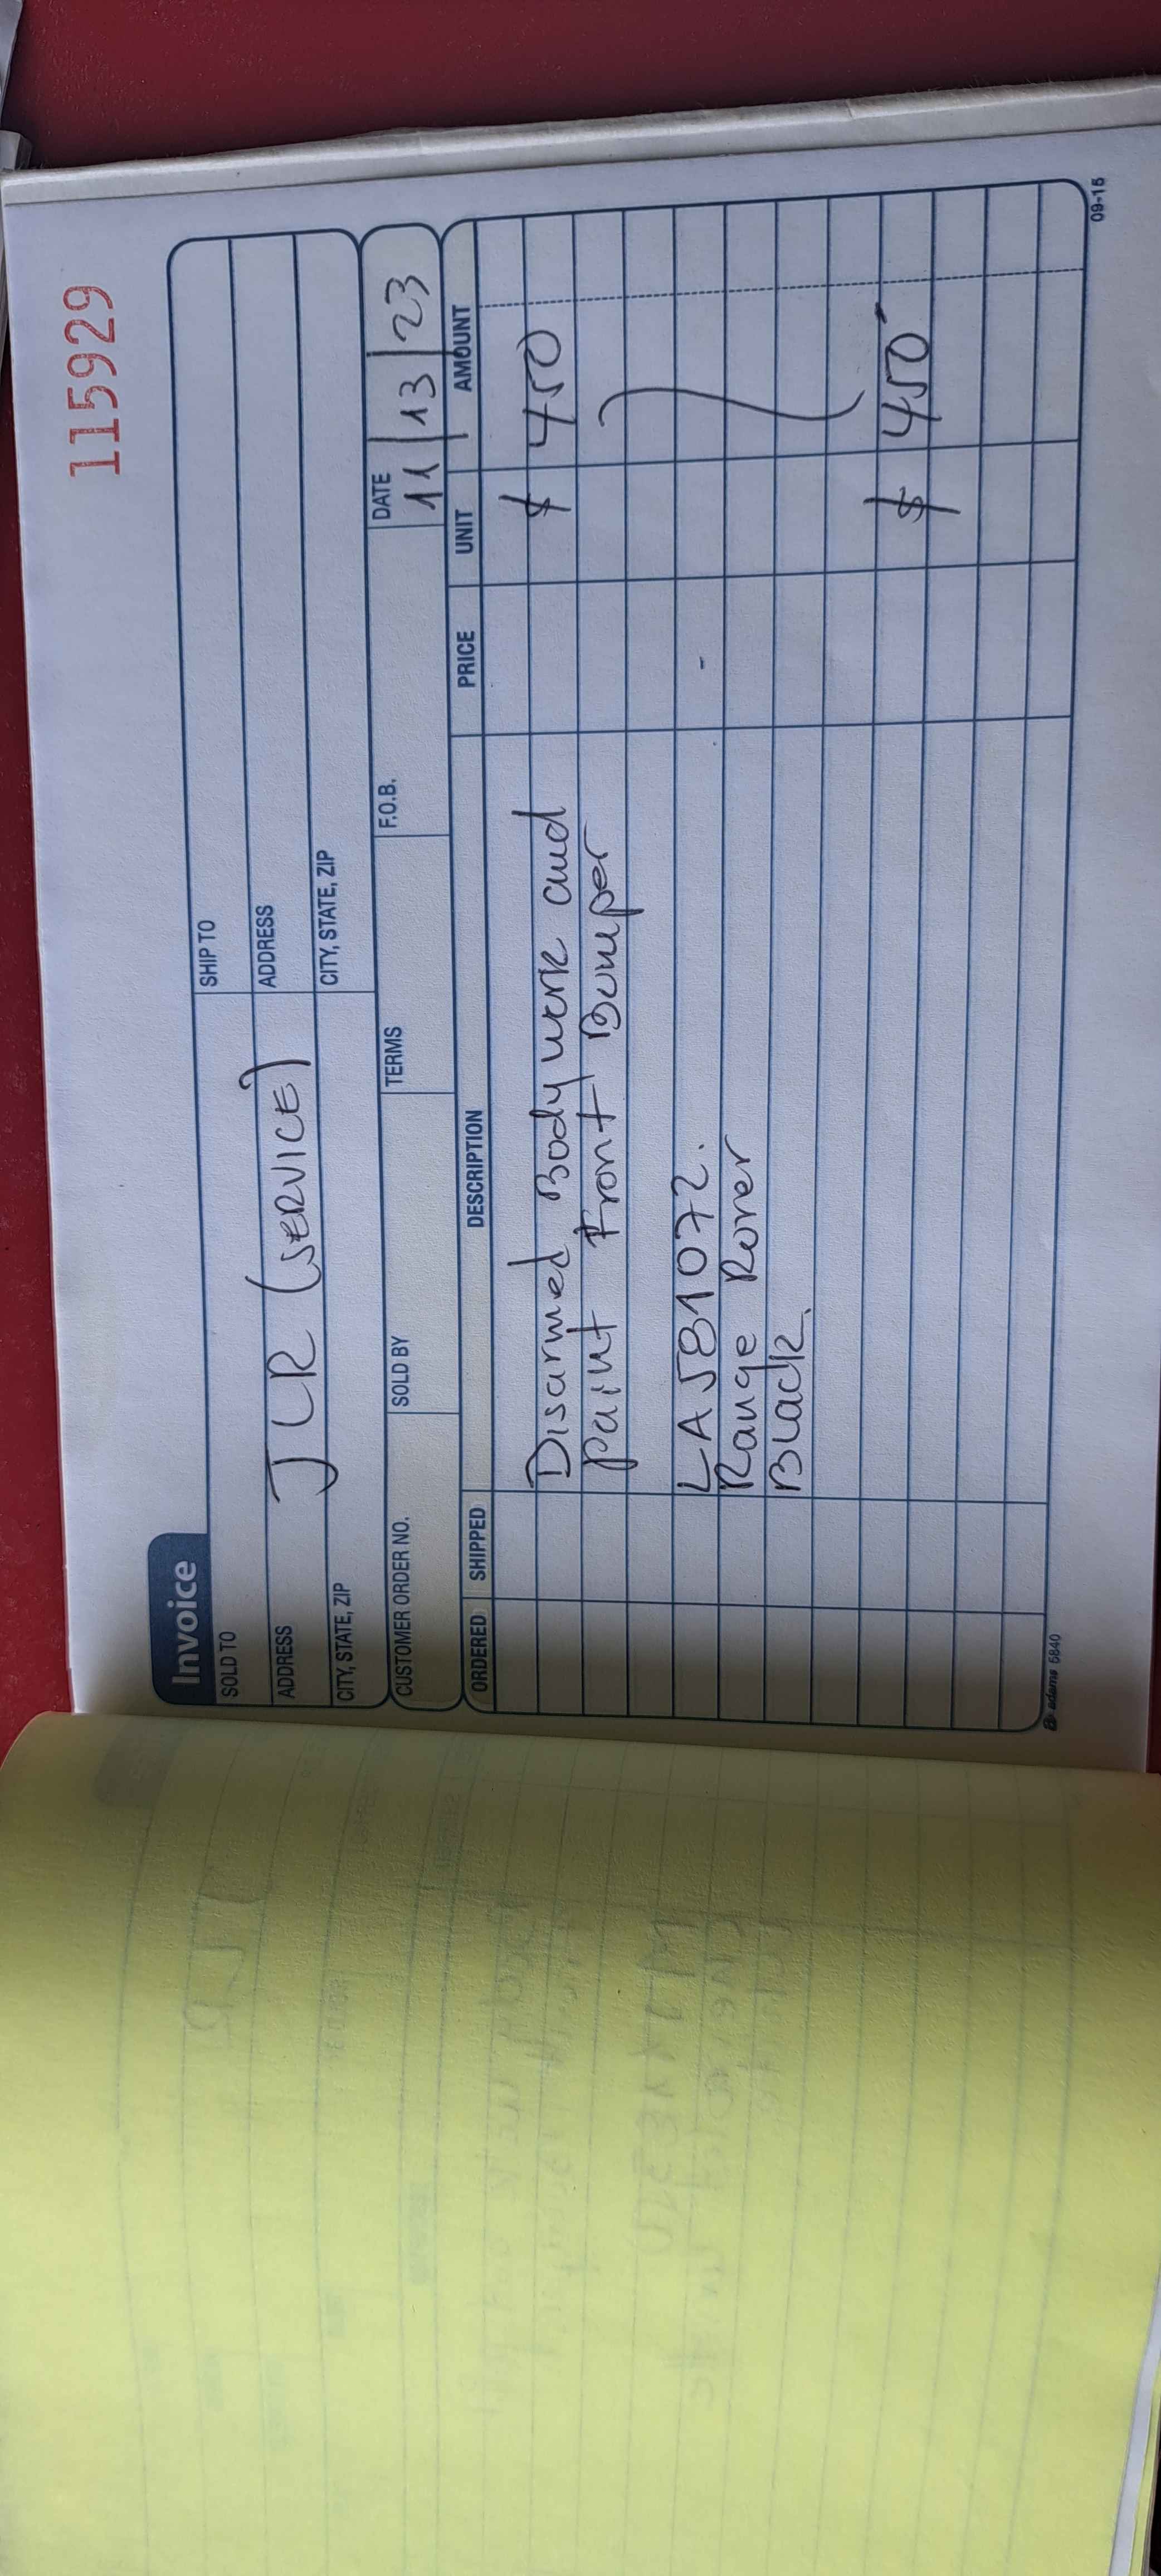 115929
Invoice
SOLD TO
SHIP TO
ADDRESS
ADDRESS
JLR (SERVICE)
CITY, STATE, ZIP
CITY, STATE, ZIP
CUSTOMER ORDER NO. SOLD BY TERMS F.O.B. DATE
11/13/23
ORDERED SHIPPED DESCRIPTION PRICE UNIT AMOUNT
Disarmed Body work and $ 450
paint Front Bumper
LA581072.
Range Rover
Black.
$ 450
adams 5840
09-15